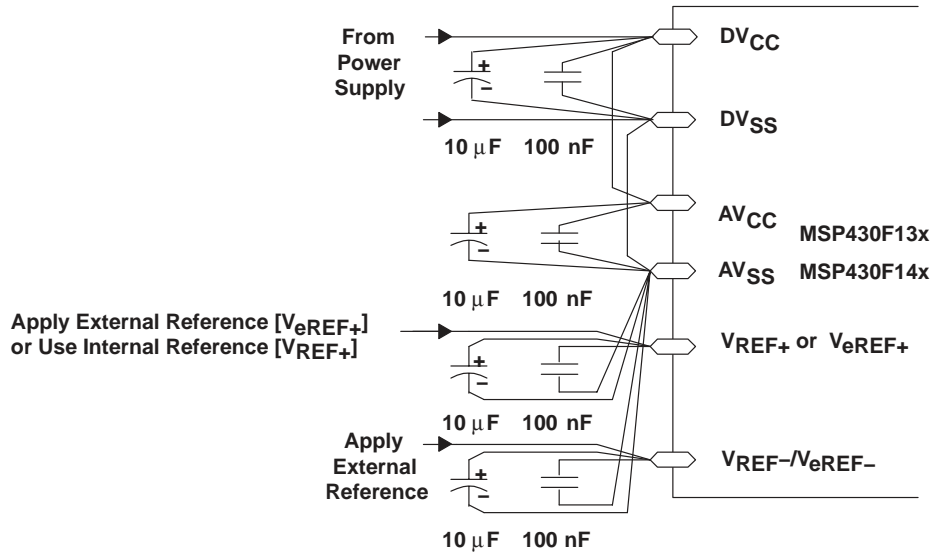 From
Power
Supply
DVCC
+
−
DVSS
10 μF 100 nF
AVCC
MSP430F13x
+
−
AVSS MSP430F14x
10 μF 100 nF
Apply External Reference [VeREF+]
or Use Internal Reference [VREF+]
VREF+ or VeREF+
+
−
10 μF 100 nF
Apply
External
Reference
VREF−/VeREF−
+
−
10 μF 100 nF